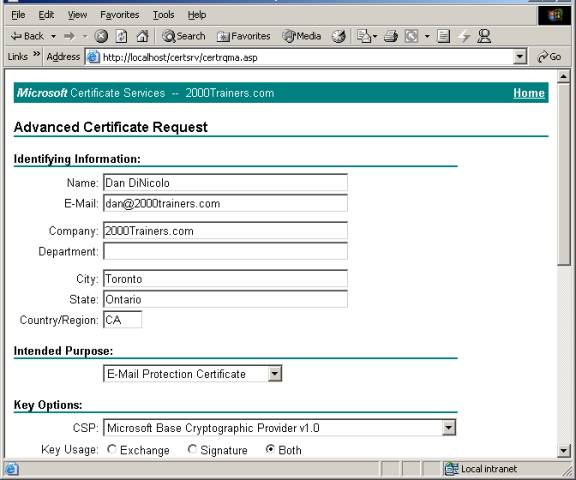 File Edit View Favorites Tools Help
Back Search Favorites Media
Links » Address http://localhost/certsrv/certrqma.asp Go
Microsoft Certificate Services -- 2000Trainers.com Home
Advanced Certificate Request
Identifying Information:
Name: Dan DiNicolo
E-Mail: dan@2000trainers.com
Company: 2000Trainers.com
Department:
City: Toronto
State: Ontario
Country/Region: CA
Intended Purpose:
E-Mail Protection Certificate
Key Options:
CSP: Microsoft Base Cryptographic Provider v1.0
Key Usage: Exchange Signature Both
Local intranet